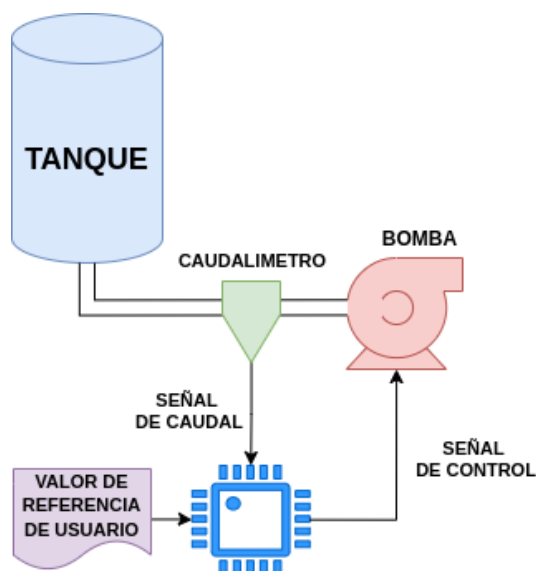 TANQUE
CAUDALIMETRO
BOMBA
SEÑAL
DE CAUDAL
SEÑAL
DE CONTROL
VALOR DE
REFERENCIA
DE USUARIO